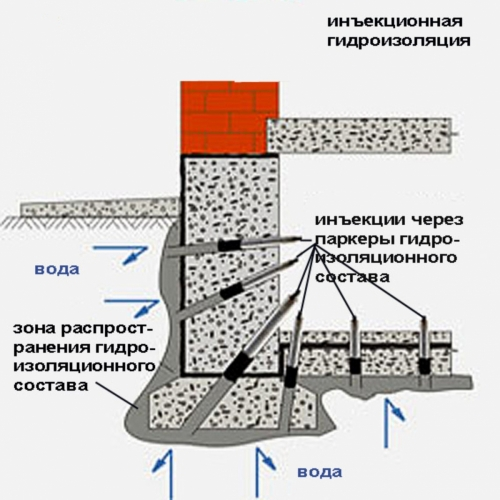 инъекционная
гидроизоляция
инъекции через
паркеры гидро-
изоляционного
состава
вода
зона распрост-
ранения гидро-
изоляционного
состава
вода